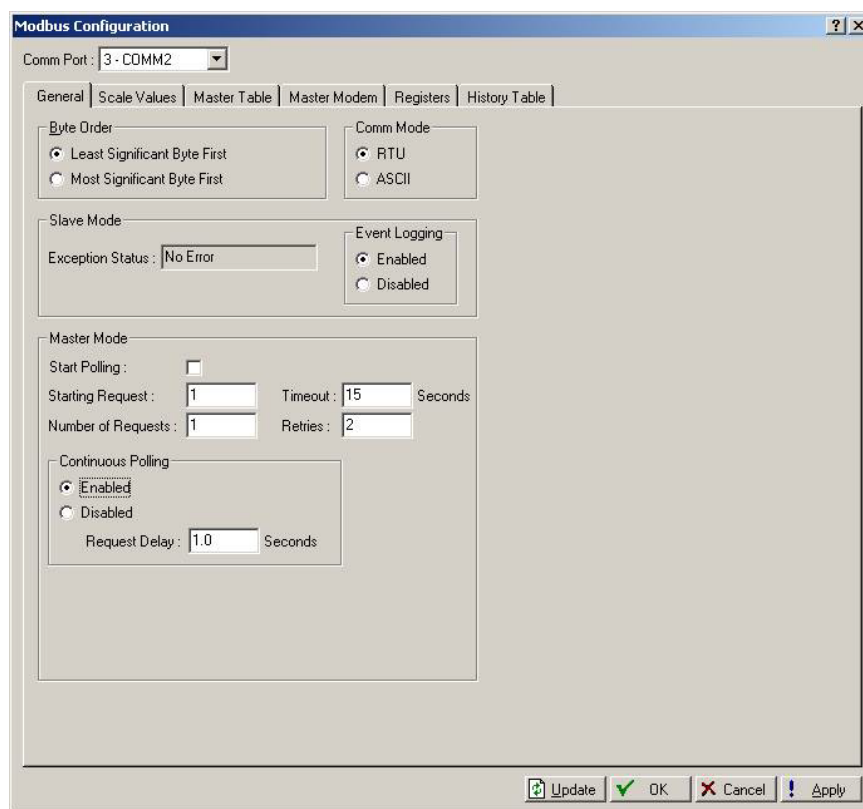 Modbus Configuration
Comm Port : 3 - COMM2
General Scale Values Master Table Master Modem Registers History Table
Byte Order
Least Significant Byte First
Most Significant Byte First
Comm Mode
RTU
ASCII
Slave Mode
Exception Status : No Error
Event Logging
Enabled
Disabled
Master Mode
Start Polling :
Starting Request : 1 Timeout : 15 Seconds
Number of Requests : 1 Retries : 2
Continuous Polling
Enabled
Disabled
Request Delay : 1.0 Seconds
Update OK Cancel Apply